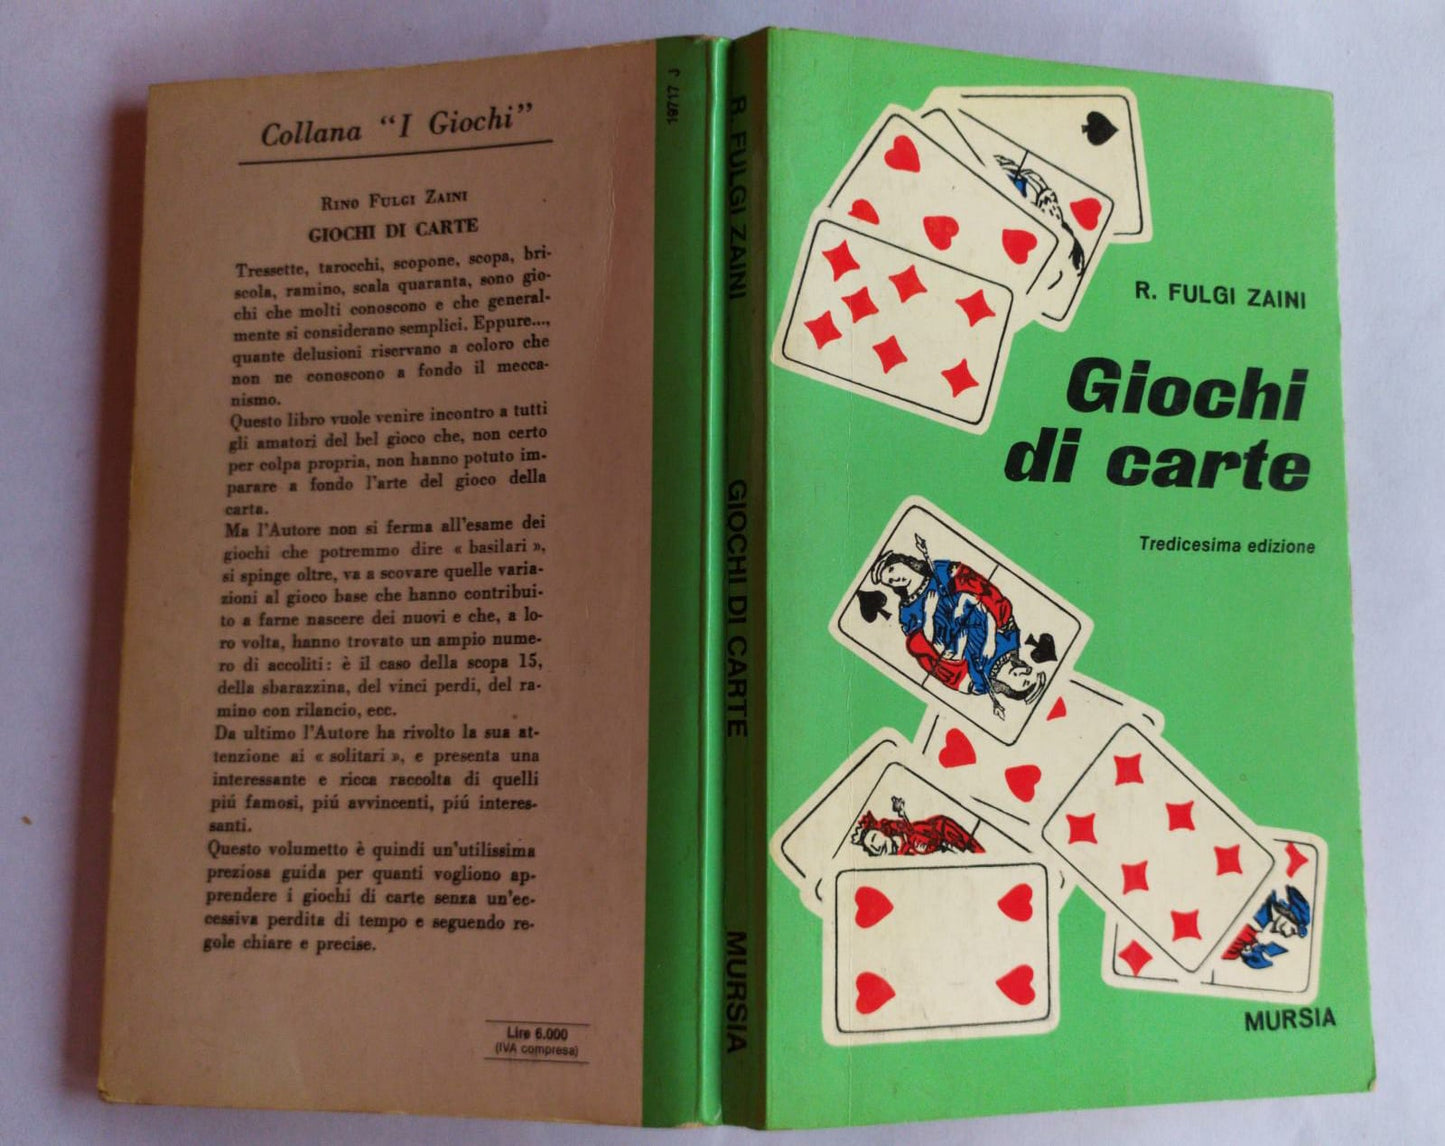 Collana “I Giochi”
Rino Fulgi Zaini
GIOCHI DI CARTE
Tressette, tarocchi, scopone, scopa, bri-
scola, ramino, scala quaranta, sono gio-
chi che molti conoscono e che general-
mente si considerano semplici. Eppure...,
quante delusioni riservano a coloro che
non ne conoscono a fondo il mecca-
nismo.
Questo libro vuole venire incontro a tutti
gli amatori del bel gioco che, non certo
per colpa propria, non hanno potuto im-
parare a fondo l'arte del gioco della
carta.
Ma l'Autore non si ferma all'esame dei
giochi che potremmo dire « basilari »,
si spinge oltre, va a scovare quelle varia-
zioni al gioco base che hanno contribui-
to a farne nascere dei nuovi e che, a lo-
ro volta, hanno trovato un ampio nume-
ro di accoliti: è il caso della scopa 15,
della sbarazzina, del vinci perdi, del ra-
mino con rilancio, ecc.
Da ultimo l'Autore ha rivolto la sua at-
tenzione ai « solitari », e presenta una
interessante e ricca raccolta di quelli
piú famosi, piú avvincenti, piú interes-
santi.
Questo volumetto è quindi un'utilissima
preziosa guida per quanti vogliono ap-
prendere i giochi di carte senza un'ec-
cessiva perdita di tempo e seguendo re-
gole chiare e precise.
Lire 6.000
(IVA compresa)
18717 J
R. FULGI ZAINI
GIOCHI DI CARTE
MURSIA
R. FULGI ZAINI
Giochi
di carte
Tredicesima edizione
MURSIA